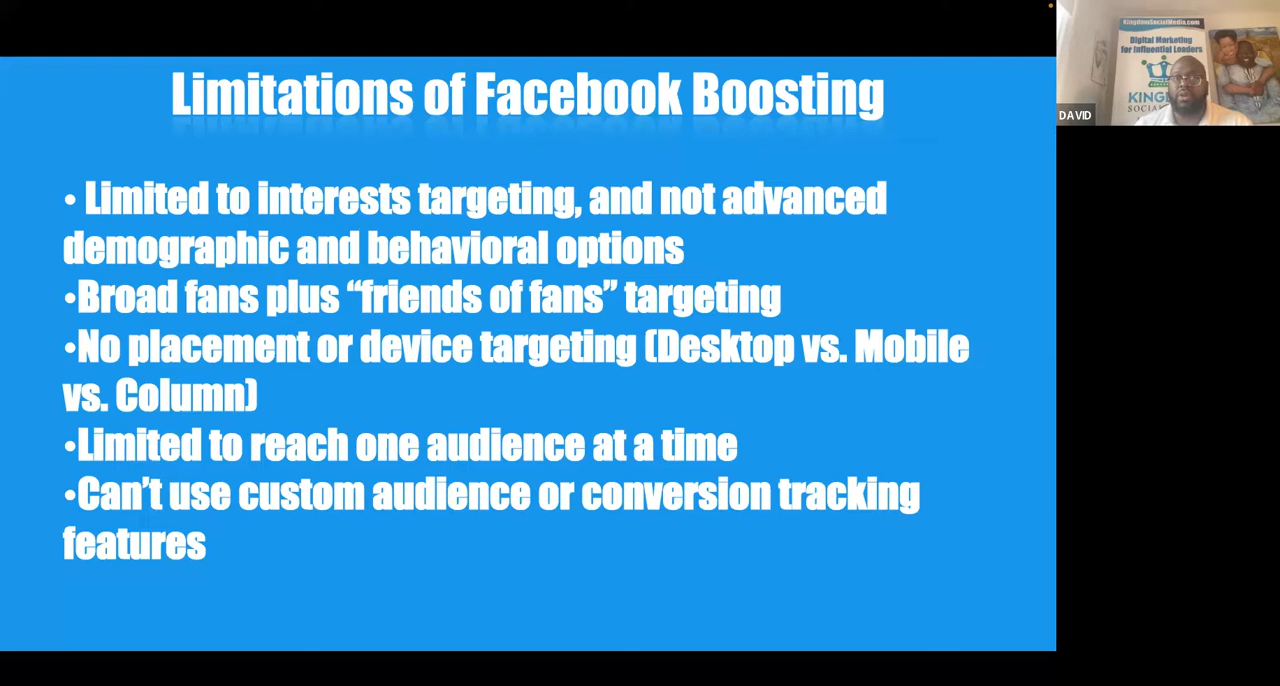 Limitations of Facebook Boosting
• Limited to interests targeting, and not advanced
demographic and behavioral options
•Broad fans plus “friends of fans” targeting
•No placement or device targeting (Desktop vs. Mobile
vs. Column)
•Limited to reach one audience at a time
•Can’t use custom audience or conversion tracking
features
KingdomSocialMedia.com
Digital Marketing
for Influential Leaders
DAVID